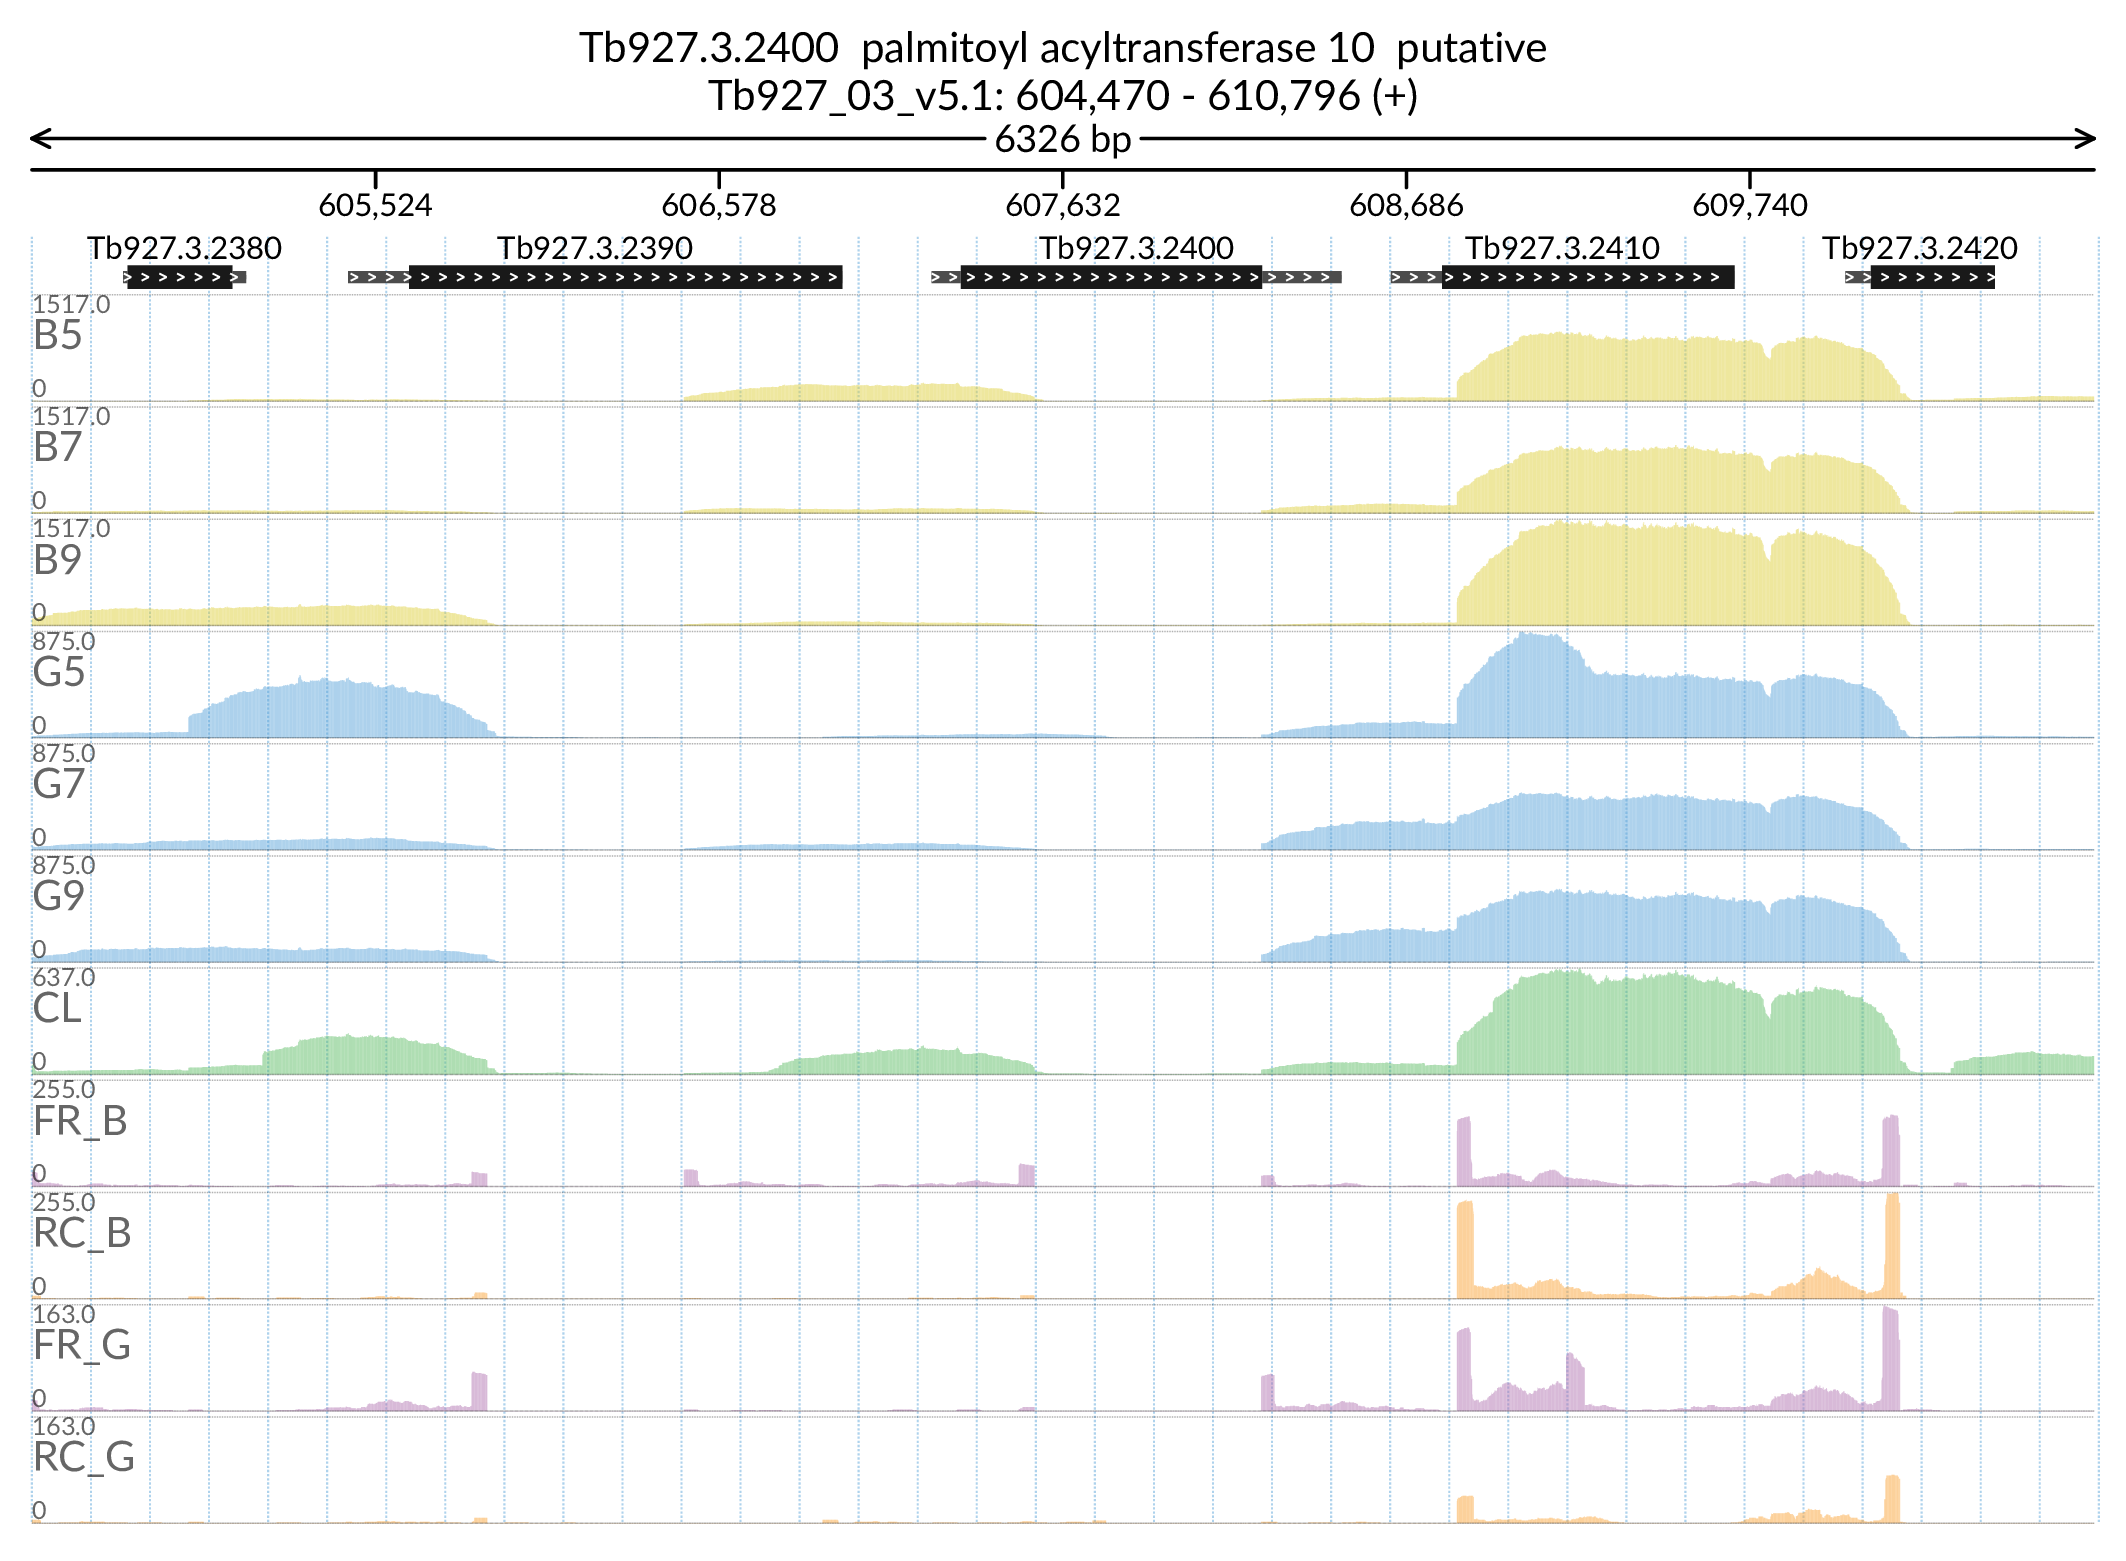 Tb927.3.2400  palmitoyl acyltransferase 10  putative
Tb927_03_v5.1: 604,470 - 610,796 (+)
6326 bp
605,524 606,578 607,632 608,686 609,740
Tb927.3.2380 Tb927.3.2390 Tb927.3.2400 Tb927.3.2410 Tb927.3.2420
1517.0
B5
0
1517.0
B7
0
1517.0
B9
0
875.0
G5
0
875.0
G7
0
875.0
G9
0
637.0
CL
0
255.0
FR_B
0
255.0
RC_B
0
163.0
FR_G
0
163.0
RC_G
0